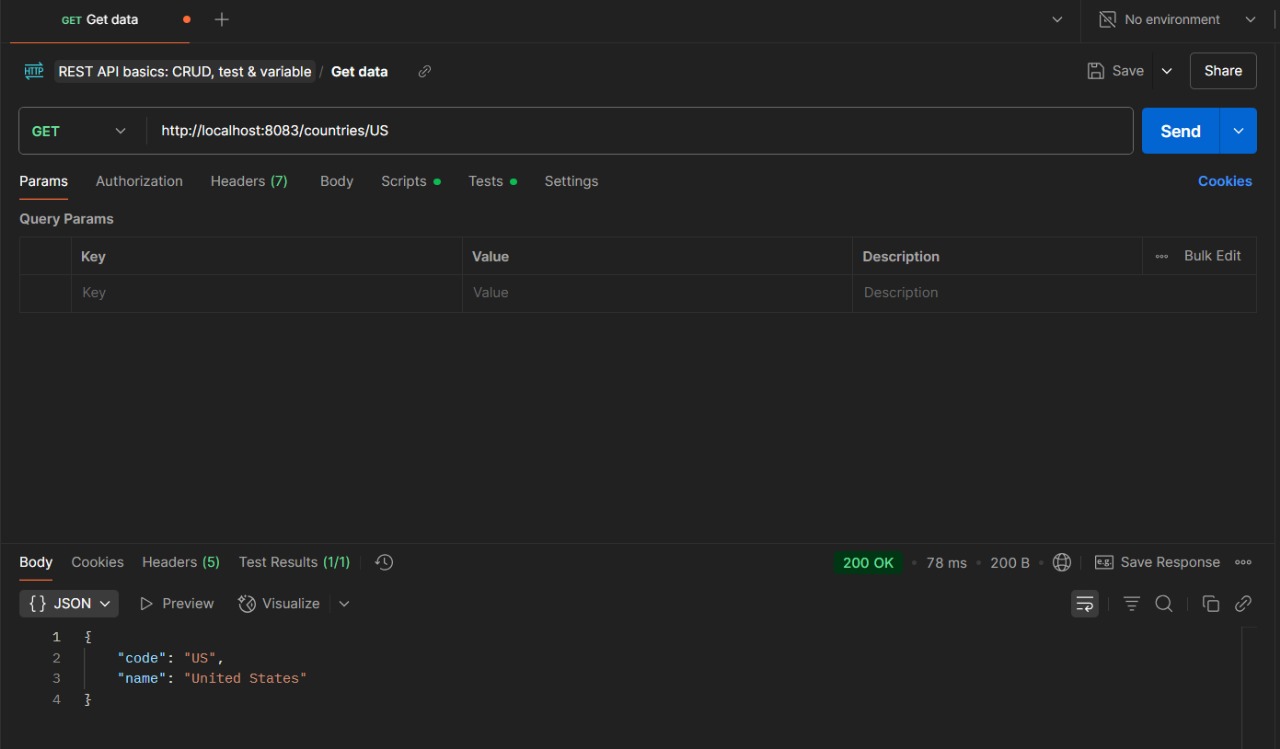 GET Get data
No environment
HTTP REST API basics: CRUD, test & variable / Get data
Save
Share
GET http://localhost:8083/countries/US
Send
Params Authorization Headers (7) Body Scripts Tests Settings Cookies
Query Params
Key Value Description Bulk Edit
Key Value Description
Body Cookies Headers (5) Test Results (1/1) 200 OK • 78 ms • 200 B • e.g. Save Response
{} JSON Preview Visualize
1 {
2 "code": "US",
3 "name": "United States"
4 }